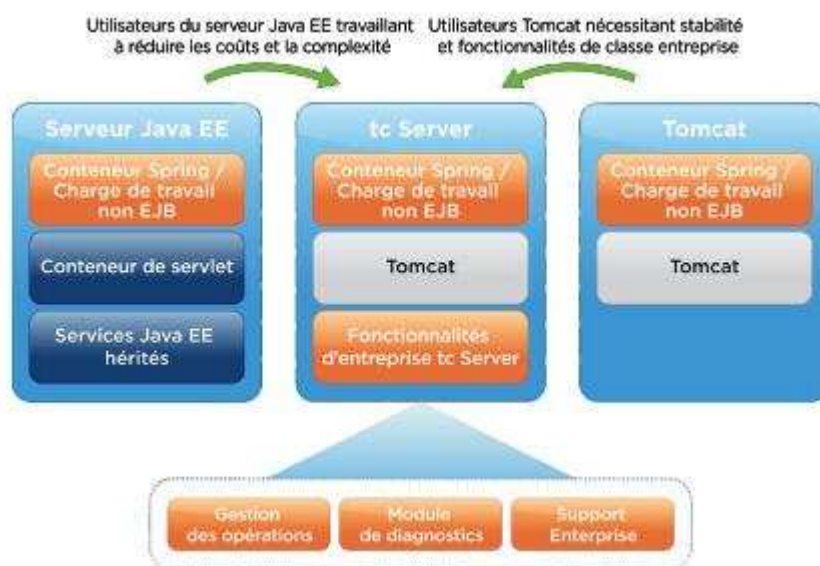 Utilisateurs du serveur Java EE travaillant
à réduire les coûts et la complexité
Utilisateurs Tomcat nécessitant stabilité
et fonctionnalités de classe entreprise
Serveur Java EE
Conteneur Spring /
Charge de travail
non EJB
Conteneur de servlet
Services Java EE
hérités
tc Server
Conteneur Spring /
Charge de travail
non EJB
Tomcat
Fonctionnalités
d'entreprise tc Server
Tomcat
Conteneur Spring /
Charge de travail
non EJB
Tomcat
Gestion
des opérations
Module
de diagnostics
Support
Enterprise